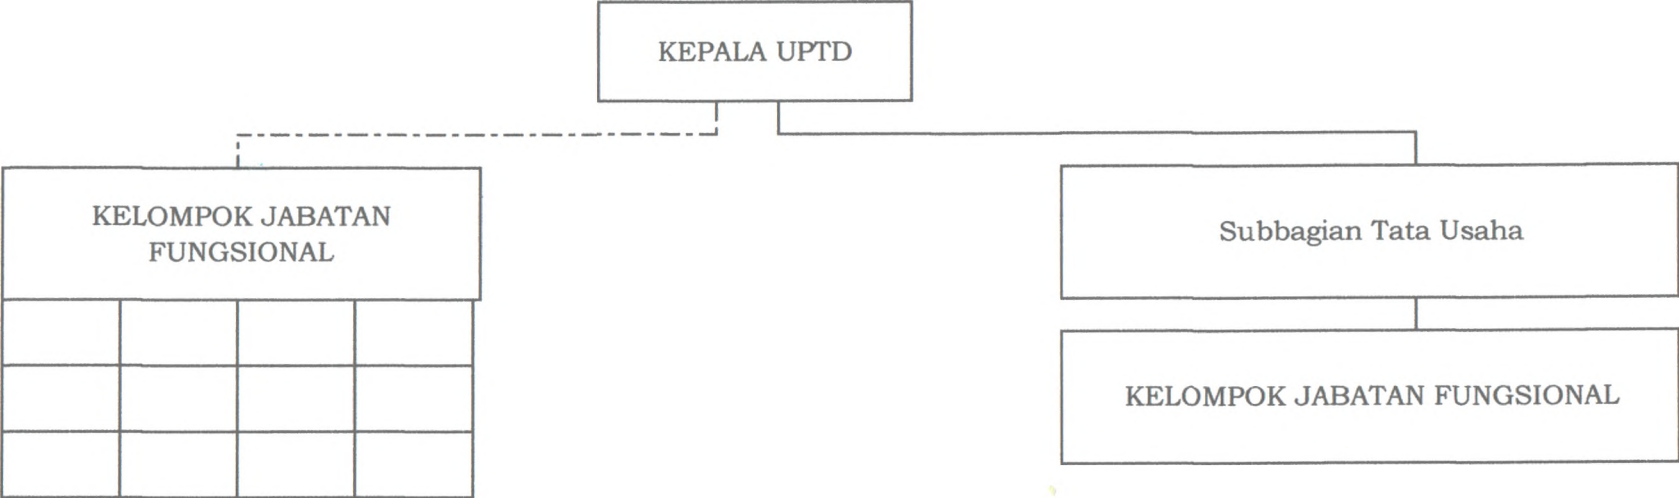 KEPALA UPTD
KELOMPOK JABATAN
FUNGSIONAL
Subbagian Tata Usaha
KELOMPOK JABATAN FUNGSIONAL